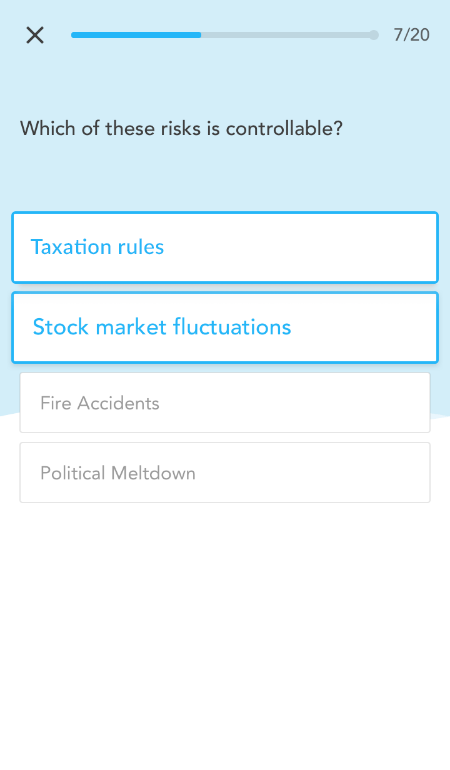 7/20
Which of these risks is controllable?
Taxation rules
Stock market fluctuations
Fire Accidents
Political Meltdown